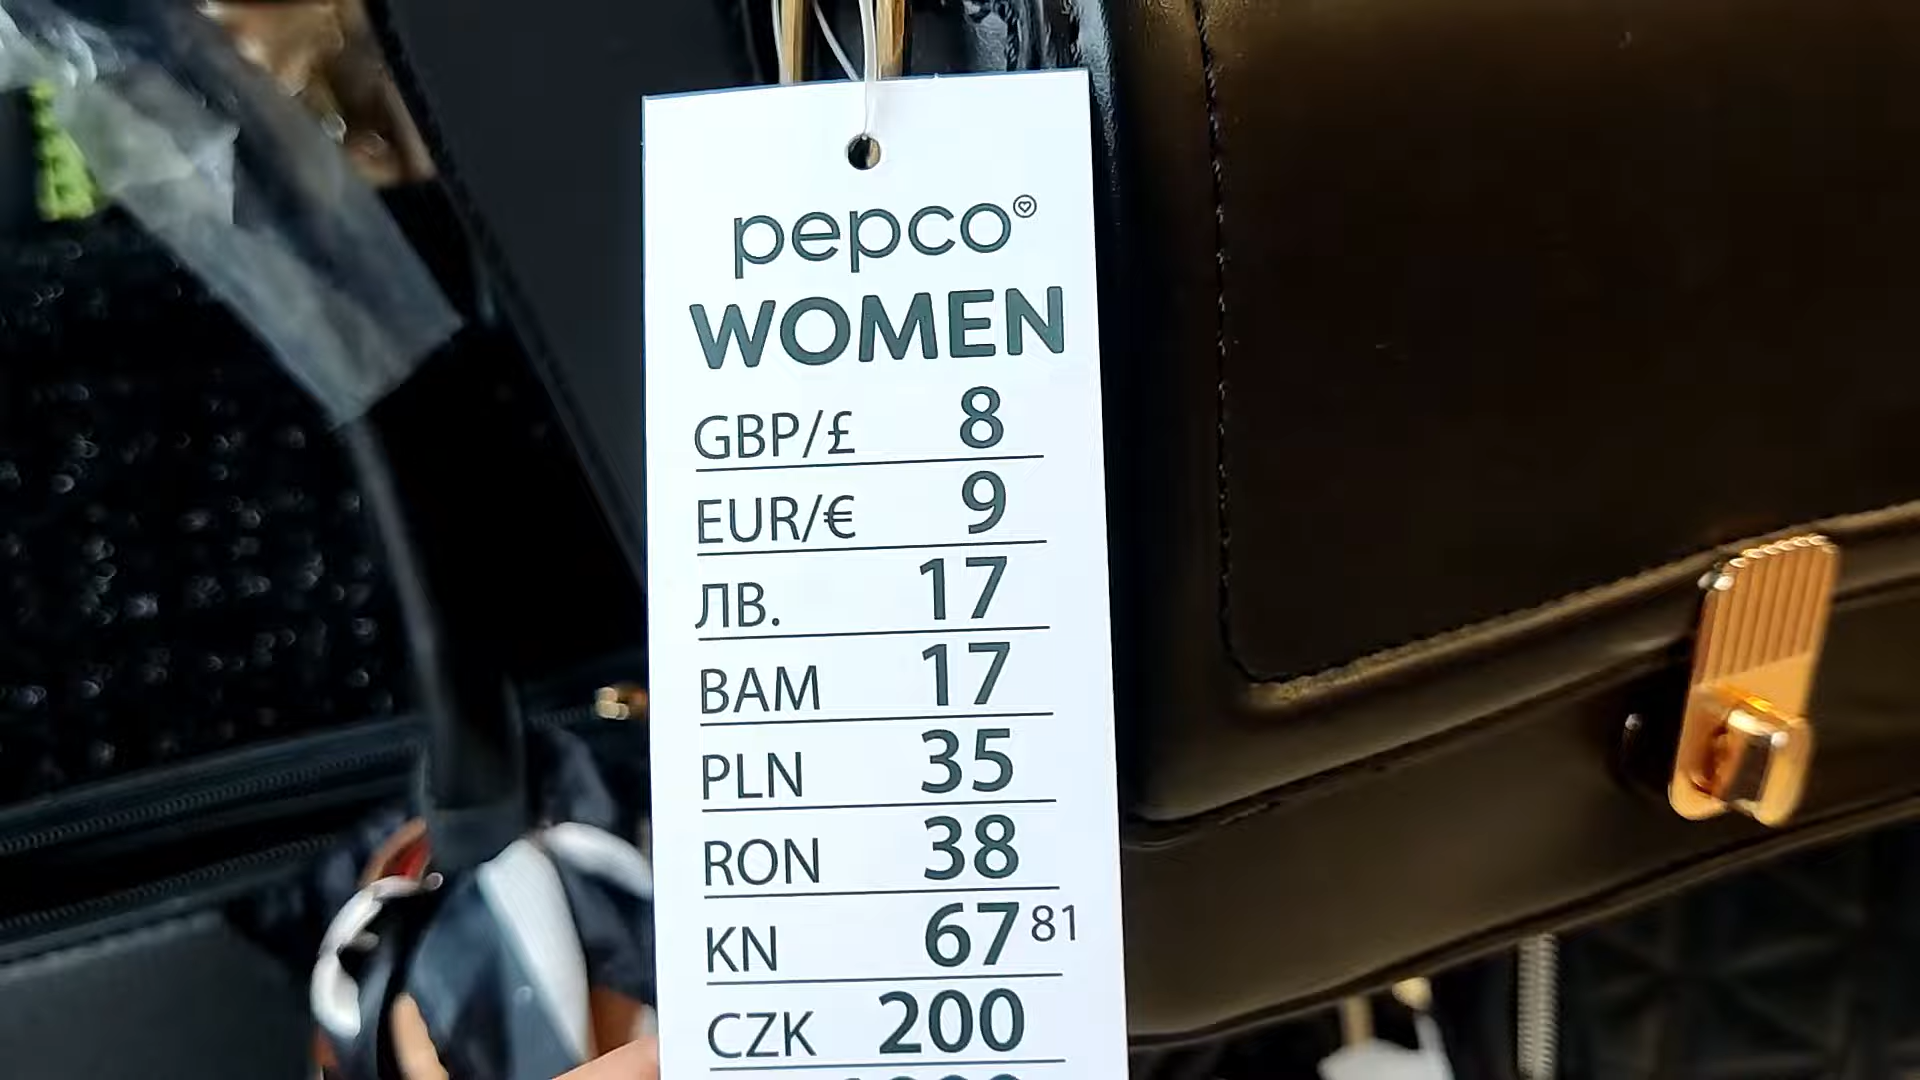 pepco
WOMEN
GBP/£ 8
EUR/€ 9
ЛВ. 17
BAM 17
PLN 35
RON 38
KN 67 81
CZK 200